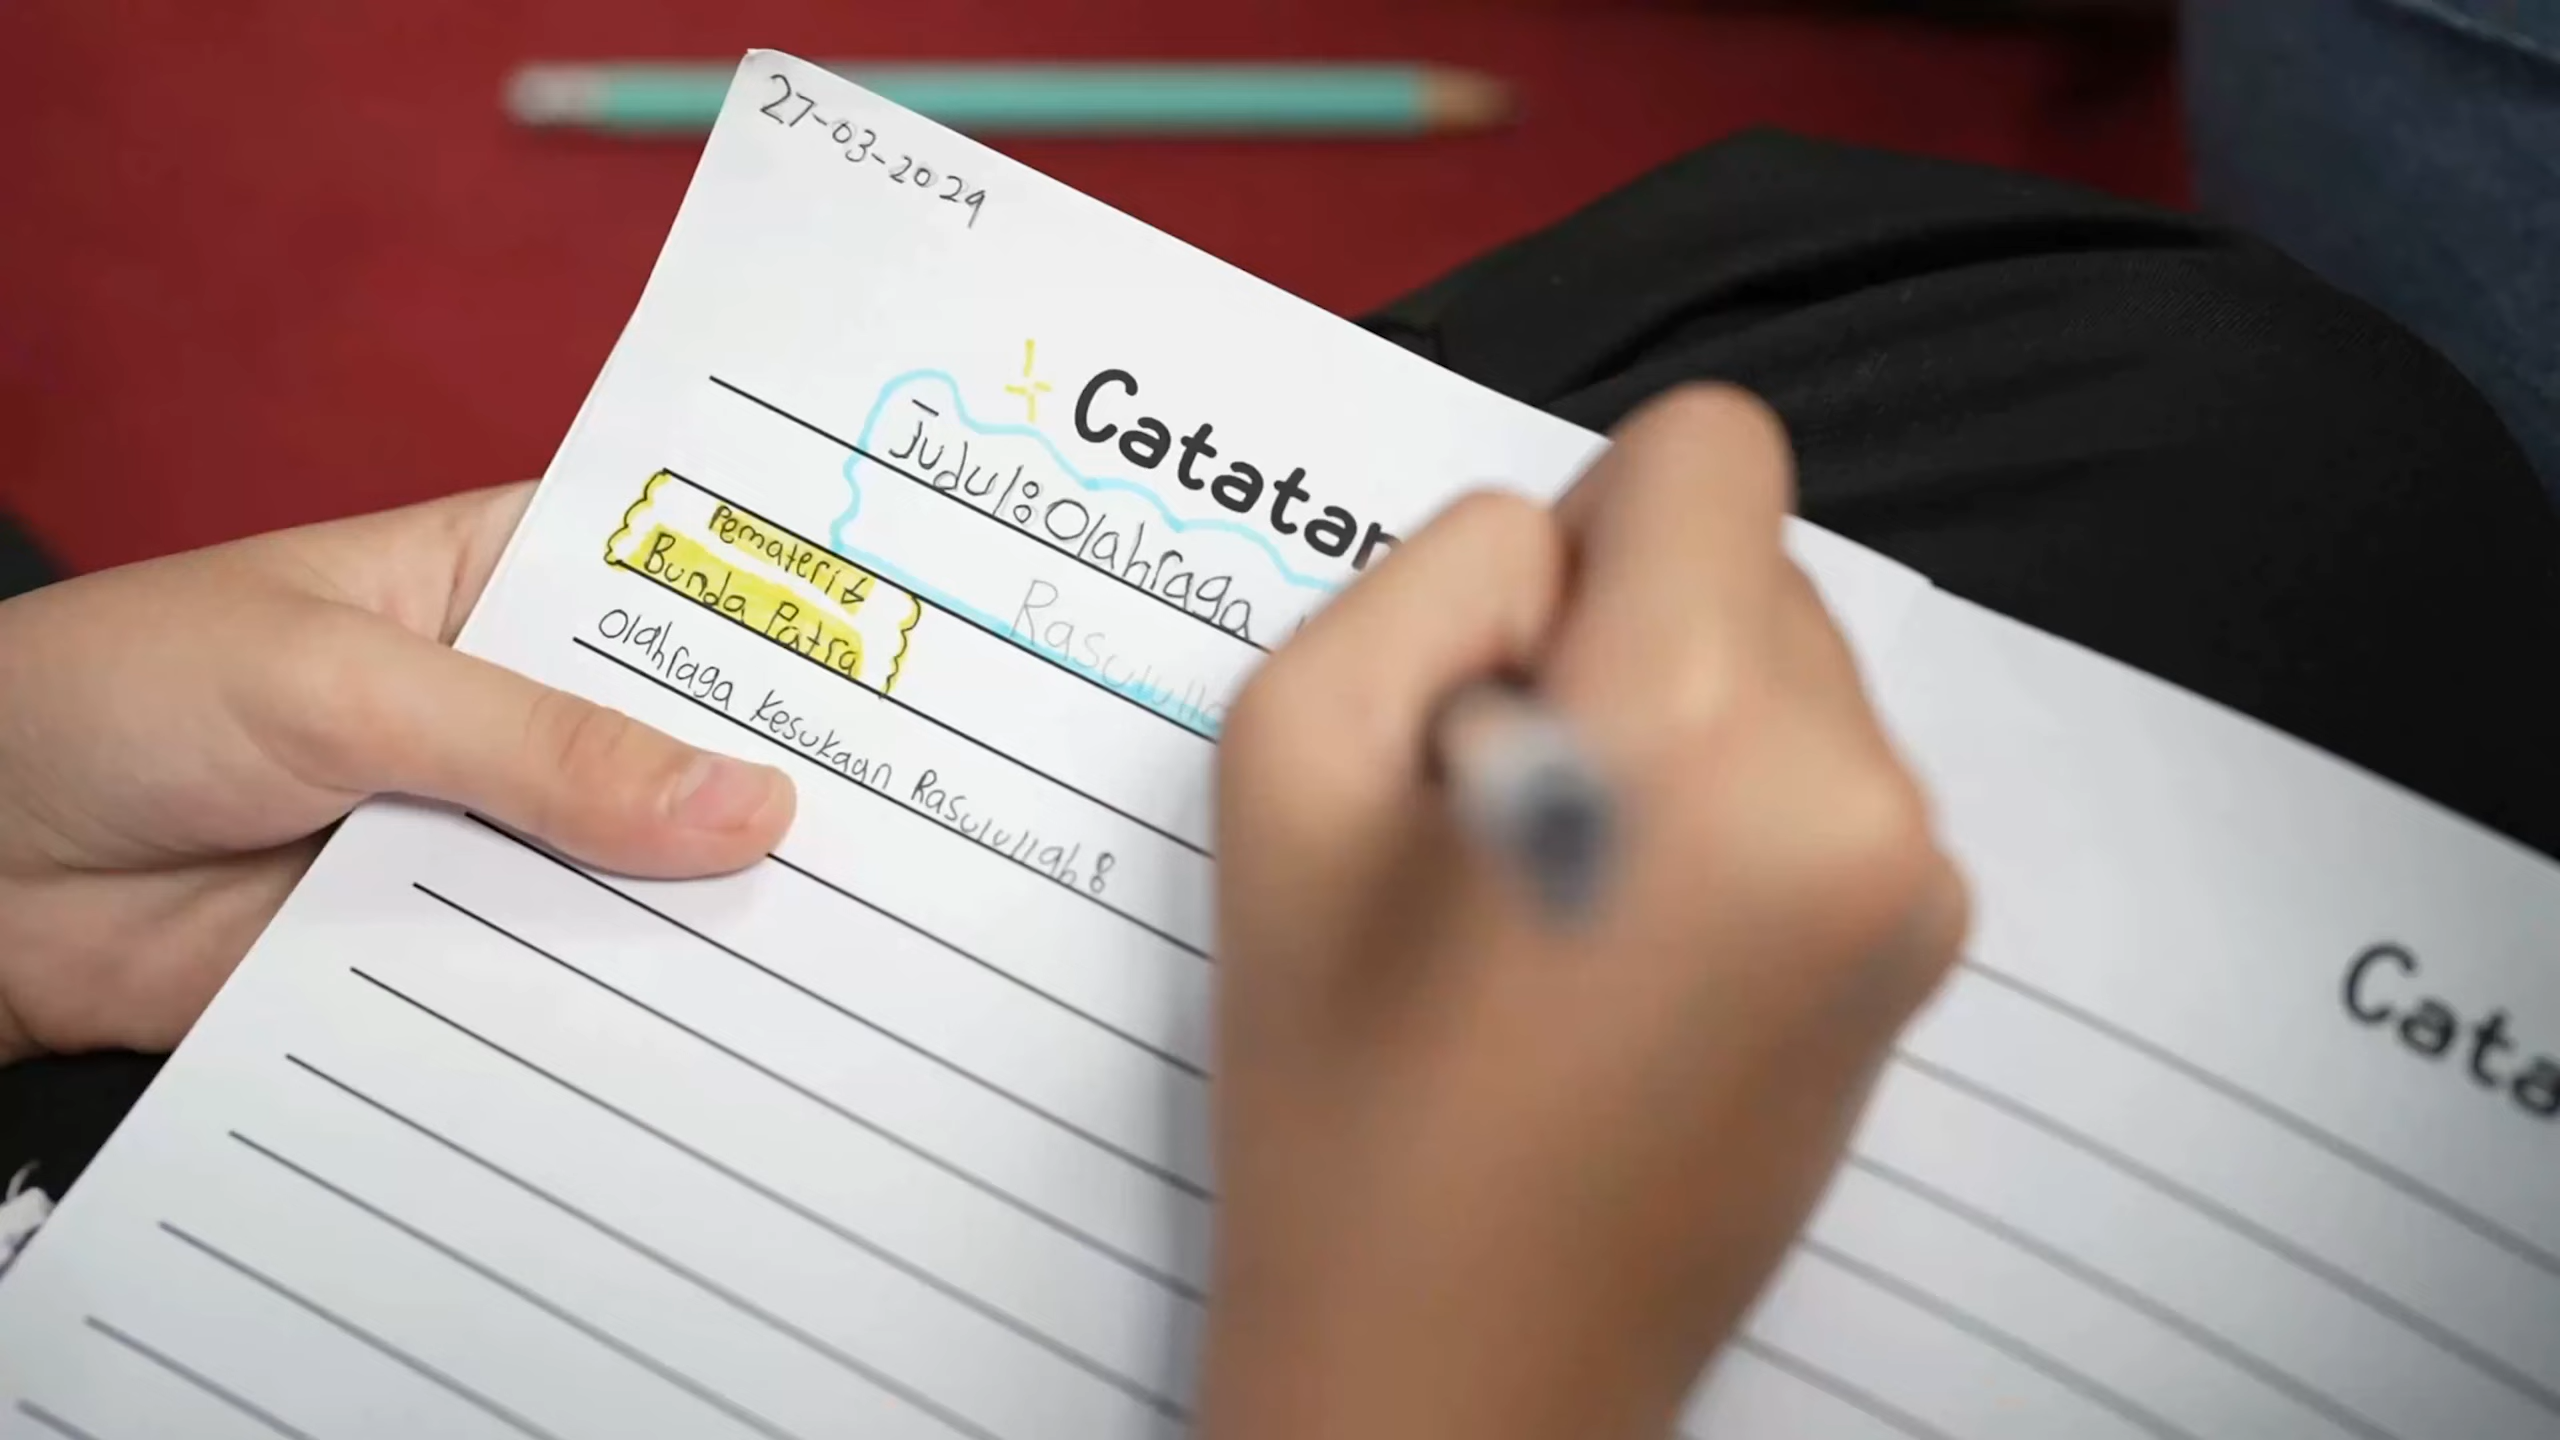 27-03-2024
Catatan
Judul: Olahraga
Rasulullah
Pemateri:
Bunda Patra
Olahraga Kesukaan Rasulullah:
Cata